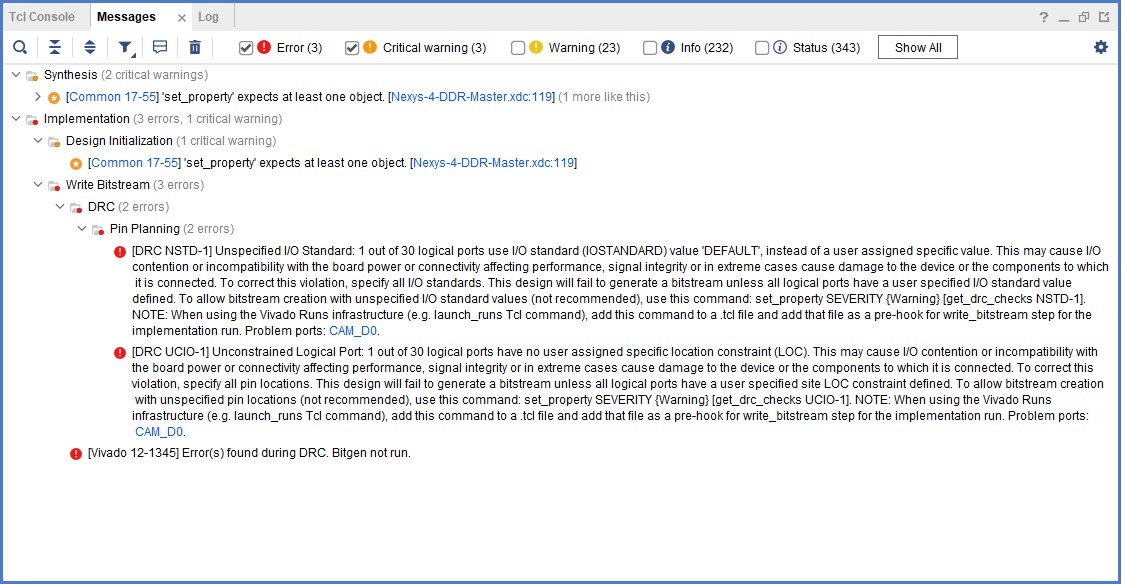 Tcl Console Messages × Log ?
Error (3) Critical warning (3) Warning (23) Info (232) Status (343) Show All
Synthesis (2 critical warnings)
[Common 17-55] 'set_property' expects at least one object. [Nexys-4-DDR-Master.xdc:119] (1 more like this)
Implementation (3 errors, 1 critical warning)
Design Initialization (1 critical warning)
[Common 17-55] 'set_property' expects at least one object. [Nexys-4-DDR-Master.xdc:119]
Write Bitstream (3 errors)
DRC (2 errors)
Pin Planning (2 errors)
[DRC NSTD-1] Unspecified I/O Standard: 1 out of 30 logical ports use I/O standard (IOSTANDARD) value 'DEFAULT', instead of a user assigned specific value. This may cause I/O
contention or incompatibility with the board power or connectivity affecting performance, signal integrity or in extreme cases cause damage to the device or the components to which
it is connected. To correct this violation, specify all I/O standards. This design will fail to generate a bitstream unless all logical ports have a user specified I/O standard value
defined. To allow bitstream creation with unspecified I/O standard values (not recommended), use this command: set_property SEVERITY {Warning} [get_drc_checks NSTD-1].
NOTE: When using the Vivado Runs infrastructure (e.g. launch_runs Tcl command), add this command to a .tcl file and add that file as a pre-hook for write_bitstream step for the
implementation run. Problem ports: CAM_D0.
[DRC UCIO-1] Unconstrained Logical Port: 1 out of 30 logical ports have no user assigned specific location constraint (LOC). This may cause I/O contention or incompatibility with
the board power or connectivity affecting performance, signal integrity or in extreme cases cause damage to the device or the components to which it is connected. To correct this
violation, specify all pin locations. This design will fail to generate a bitstream unless all logical ports have a user specified site LOC constraint defined. To allow bitstream creation
with unspecified pin locations (not recommended), use this command: set_property SEVERITY {Warning} [get_drc_checks UCIO-1]. NOTE: When using the Vivado Runs
infrastructure (e.g. launch_runs Tcl command), add this command to a .tcl file and add that file as a pre-hook for write_bitstream step for the implementation run. Problem ports:
CAM_D0.
[Vivado 12-1345] Error(s) found during DRC. Bitgen not run.